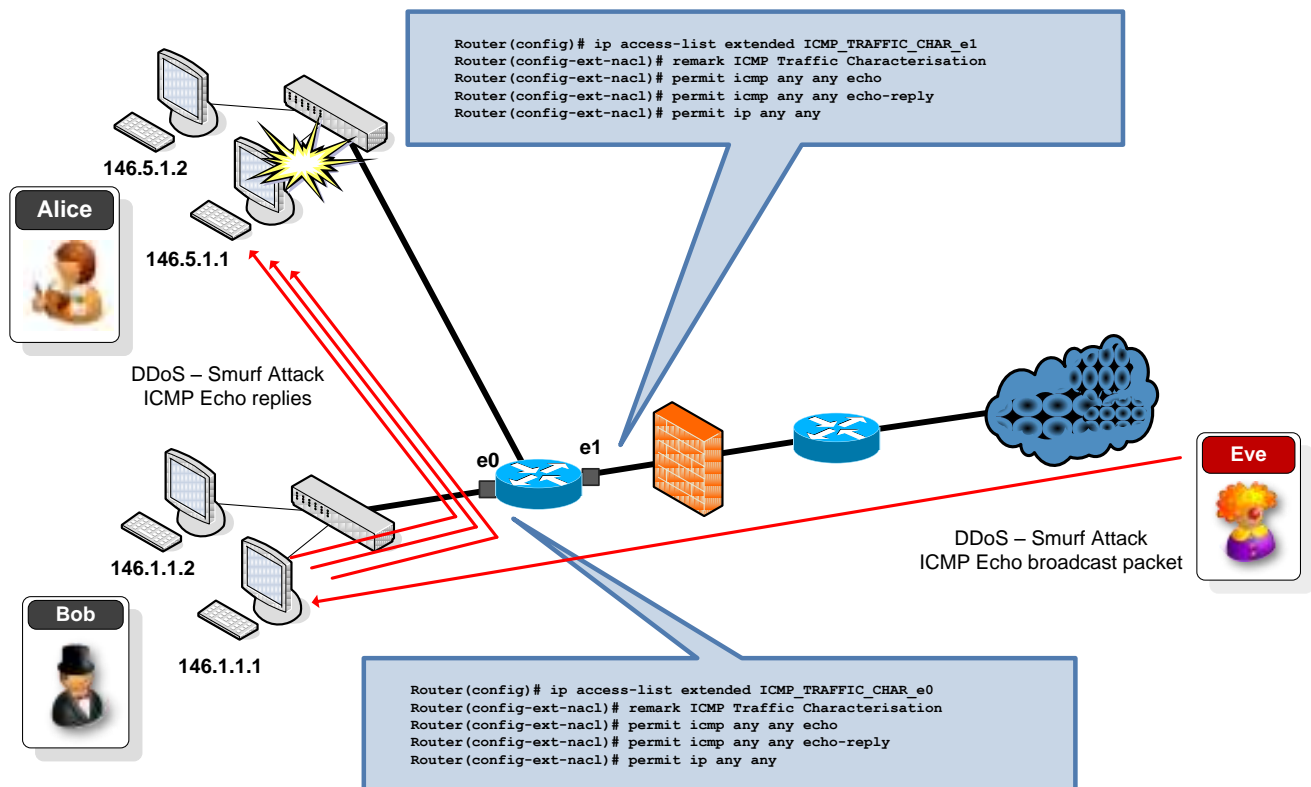 Router(config)# ip access-list extended ICMP_TRAFFIC_CHAR_e1
Router(config-ext-nacl)# remark ICMP Traffic Characterisation
Router(config-ext-nacl)# permit icmp any any echo
Router(config-ext-nacl)# permit icmp any any echo-reply
Router(config-ext-nacl)# permit ip any any
146.5.1.2
Alice
146.5.1.1
DDoS – Smurf Attack
ICMP Echo replies
e0
e1
Eve
DDoS – Smurf Attack
ICMP Echo broadcast packet
146.1.1.2
Bob
146.1.1.1
Router(config)# ip access-list extended ICMP_TRAFFIC_CHAR_e0
Router(config-ext-nacl)# remark ICMP Traffic Characterisation
Router(config-ext-nacl)# permit icmp any any echo
Router(config-ext-nacl)# permit icmp any any echo-reply
Router(config-ext-nacl)# permit ip any any